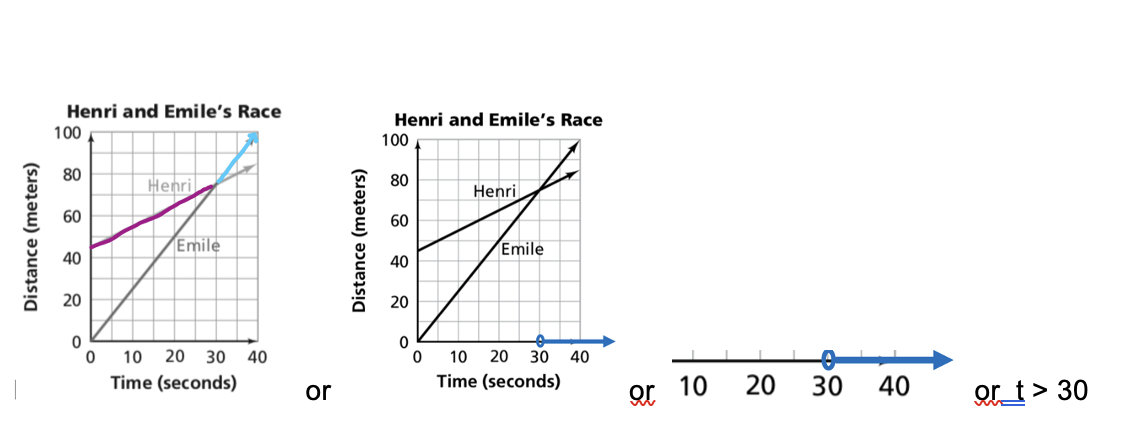 Henri and Emile's Race
100
80
60
40
20
0
Distance (meters)
Henri
Emile
0 10 20 30 40
Time (seconds)
or
Henri and Emile's Race
100
80
60
40
20
0
Distance (meters)
Henri
Emile
0 10 20 30 40
Time (seconds)
or
10 20 30 40
or t > 30